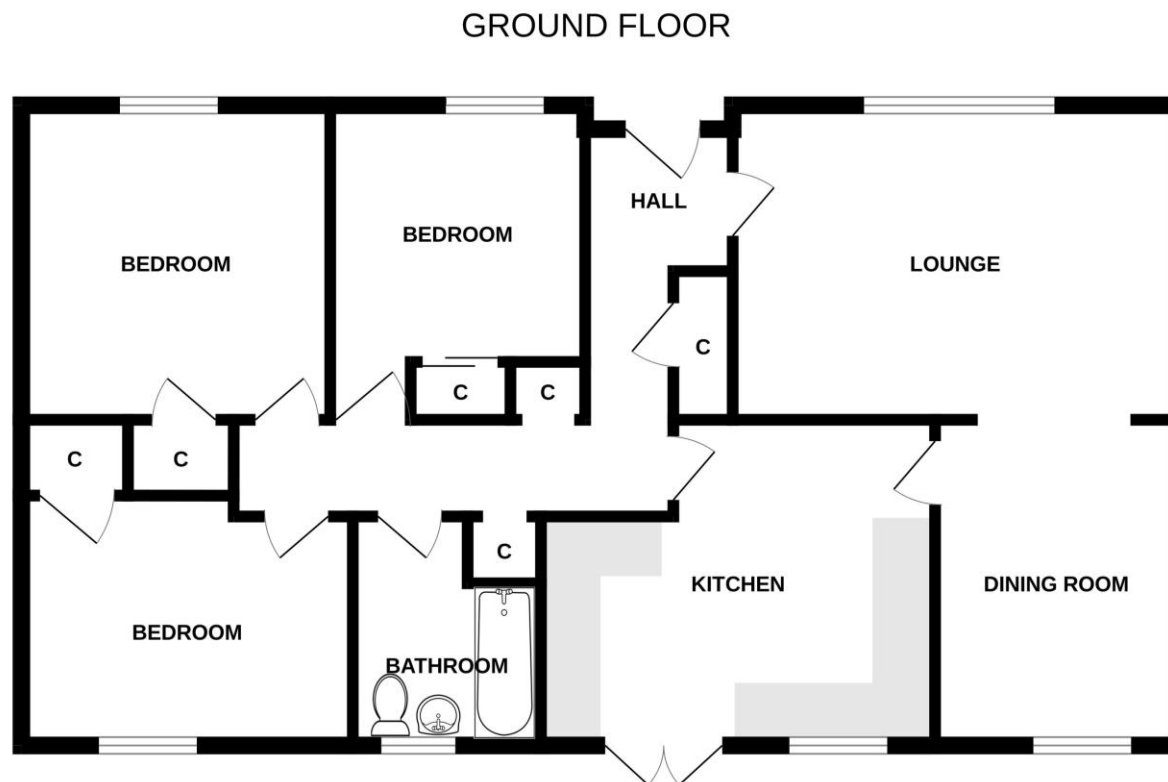 GROUND FLOOR
HALL
BEDROOM
BEDROOM
LOUNGE
C
C
C
C
C
C
KITCHEN
DINING ROOM
BEDROOM
BATHROOM